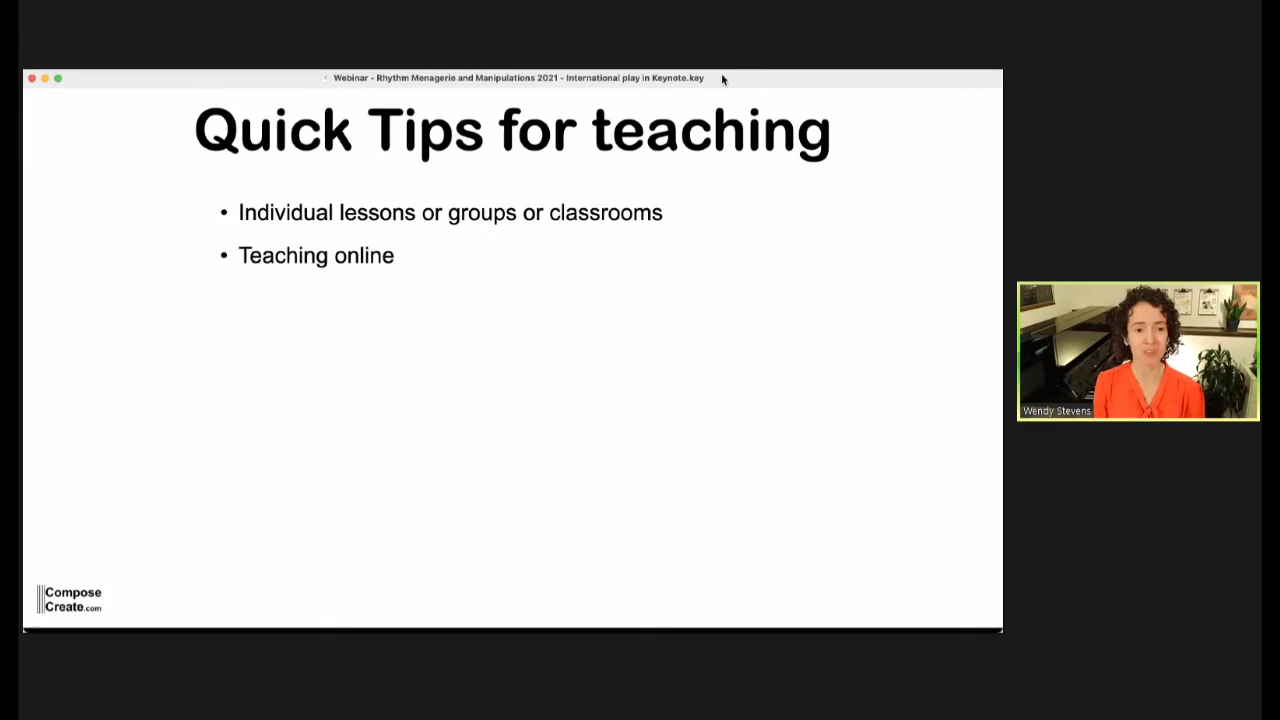 Webinar - Rhythm Menagerie and Manipulations 2021 - International play in Keynote.key
Quick Tips for teaching
• Individual lessons or groups or classrooms
• Teaching online
Wendy Stevens
Compose
Create.com